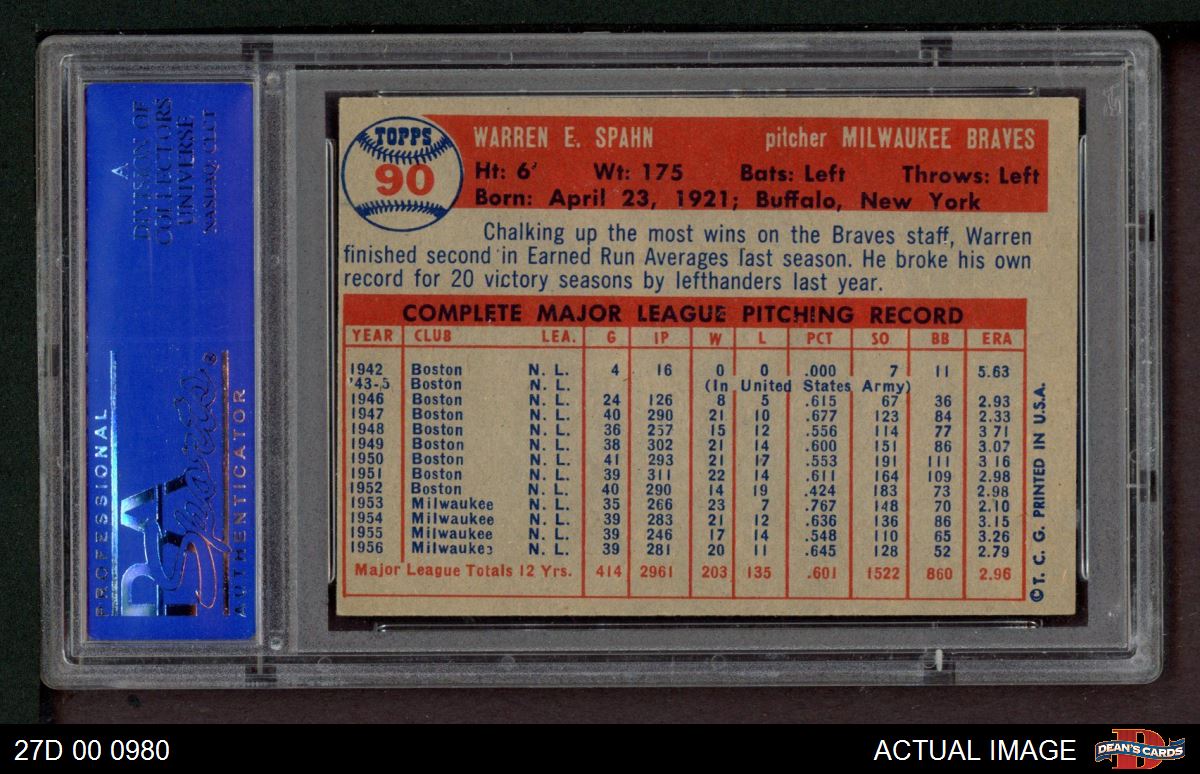 A
DIVISION OF
COLLECTORS
UNIVERSE
NASDAQ: CLCT
PROFESSIONAL
PSA
Sports
AUTHENTICATOR
TOPPS
90
WARREN E. SPAHN pitcher MILWAUKEE BRAVES
Ht: 6' Wt: 175 Bats: Left Throws: Left
Born: April 23, 1921; Buffalo, New York
Chalking up the most wins on the Braves staff, Warren
finished second in Earned Run Averages last season. He broke his own
record for 20 victory seasons by lefthanders last year.
COMPLETE MAJOR LEAGUE PITCHING RECORD
YEAR CLUB LEA. G IP W L PCT SO BB ERA
1942 Boston N. L. 4 16 0 0 .000 7 11 5.63
'43-5 Boston N. L. (In United States Army)
1946 Boston N. L. 24 126 8 5 .615 67 36 2.93
1947 Boston N. L. 40 290 21 10 .677 123 84 2.33
1948 Boston N. L. 36 257 15 12 .556 114 77 3.71
1949 Boston N. L. 38 302 21 14 .600 151 86 3.07
1950 Boston N. L. 41 293 21 17 .553 191 111 3.16
1951 Boston N. L. 39 311 22 14 .611 164 109 2.98
1952 Boston N. L. 40 290 14 19 .424 183 73 2.98
1953 Milwaukee N. L. 35 266 23 7 .767 148 70 2.10
1954 Milwaukee N. L. 39 283 21 12 .636 136 86 3.15
1955 Milwaukee N. L. 39 246 17 14 .548 110 65 3.26
1956 Milwaukee N. L. 39 281 20 11 .645 128 52 2.79
Major League Totals 12 Yrs. 414 2961 203 135 .601 1522 860 2.96
©T. C. G. PRINTED IN U.S.A.
27D 00 0980
ACTUAL IMAGE
D
DEAN'S CARDS